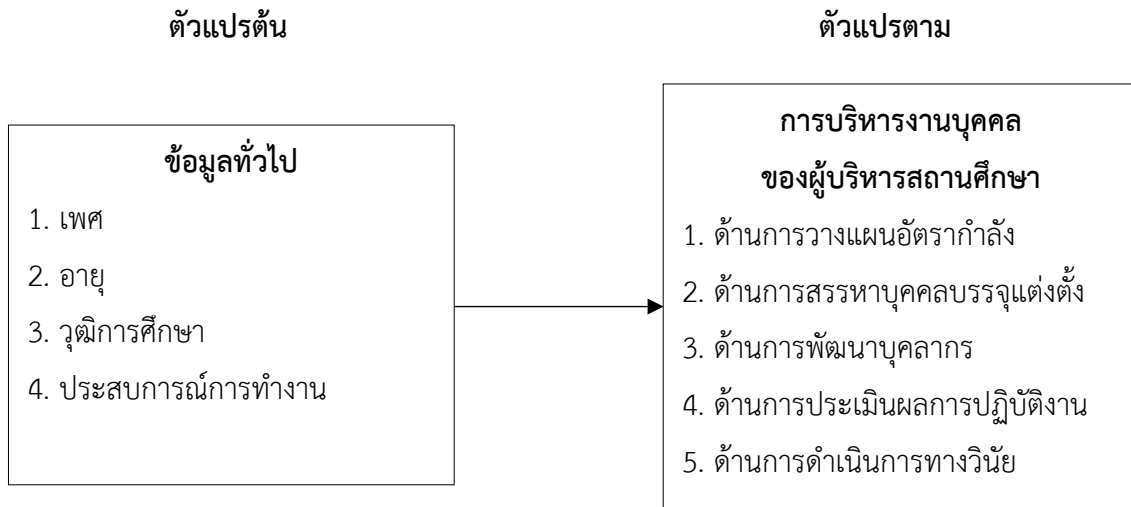 ตัวแปรต้น
ตัวแปรตาม
ข้อมูลทั่วไป
1. เพศ
2. อายุ
3. วุฒิการศึกษา
4. ประสบการณ์การทำงาน
การบริหารงานบุคคล
ของผู้บริหารสถานศึกษา
1. ด้านการวางแผนอัตรากำลัง
2. ด้านการสรรหาบุคคลบรรจุแต่งตั้ง
3. ด้านการพัฒนาบุคลากร
4. ด้านการประเมินผลการปฏิบัติงาน
5. ด้านการดำเนินการทางวินัย